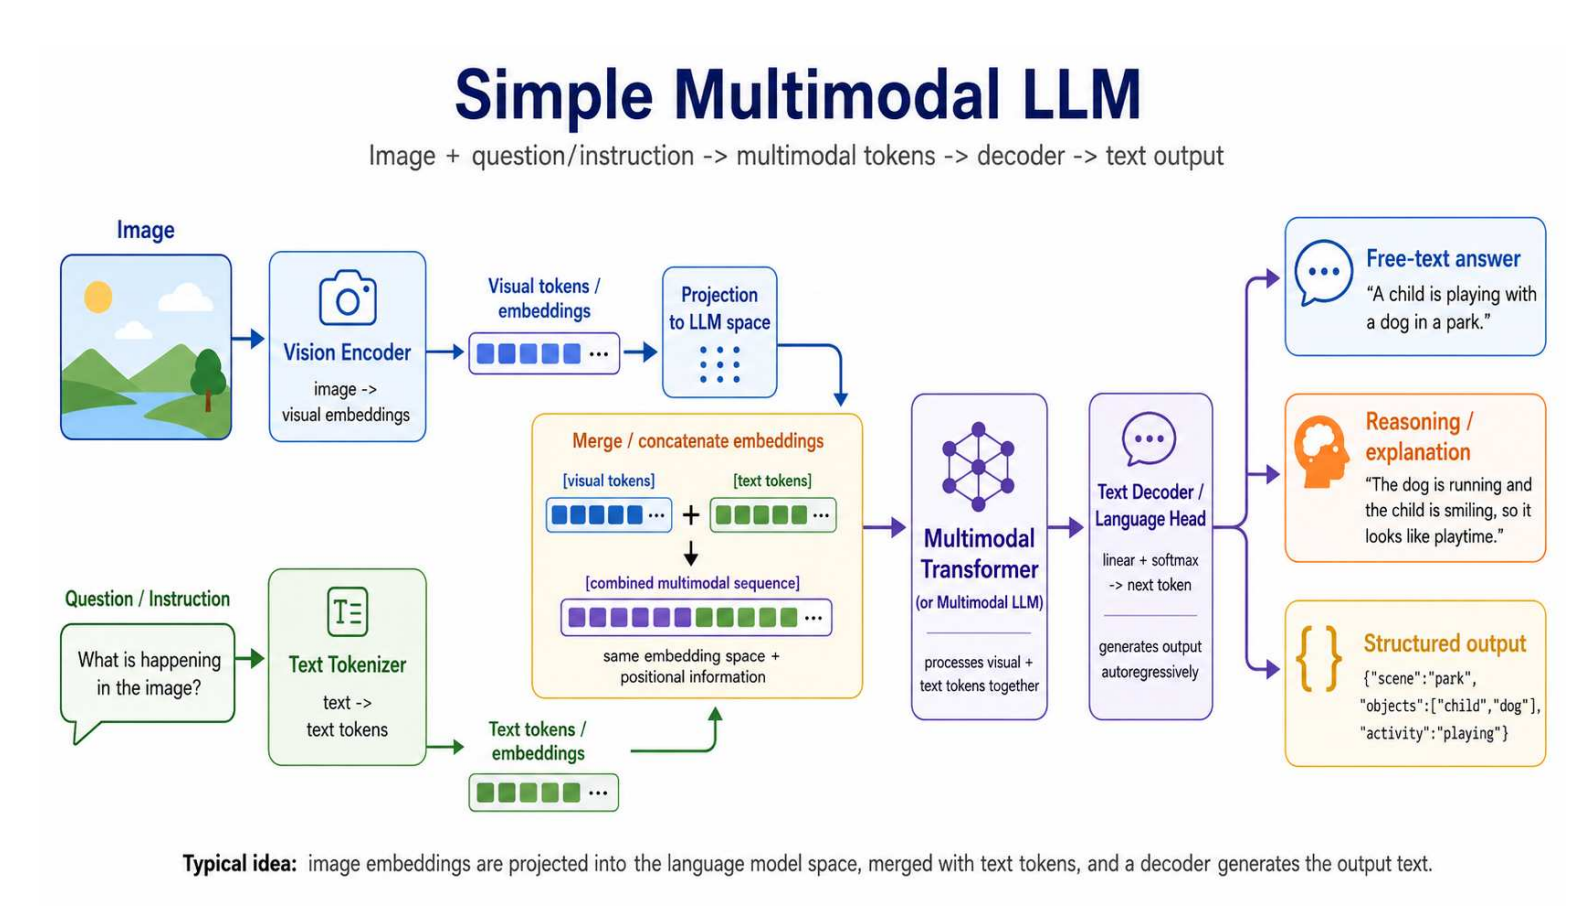 Simple Multimodal LLM
Image + question/instruction -> multimodal tokens -> decoder -> text output
Image
Vision Encoder
image ->
visual embeddings
Visual tokens /
embeddings
...
Projection
to LLM space
Question / Instruction
What is happening
in the image?
Text Tokenizer
text ->
text tokens
Text tokens /
embeddings
...
Merge / concatenate embeddings
[visual tokens]
[text tokens]
... + ...
[combined multimodal sequence]
...
same embedding space +
positional information
Multimodal
Transformer
(or Multimodal LLM)
processes visual +
text tokens together
Text Decoder /
Language Head
linear + softmax
-> next token
generates output
autoregressively
Free-text answer
“A child is playing with
a dog in a park.”
Reasoning /
explanation
“The dog is running and
the child is smiling, so it
looks like playtime.”
{ }
Structured output
{"scene":"park",
"objects":["child","dog"],
"activity":"playing"}
Typical idea: image embeddings are projected into the language model space, merged with text tokens, and a decoder generates the output text.